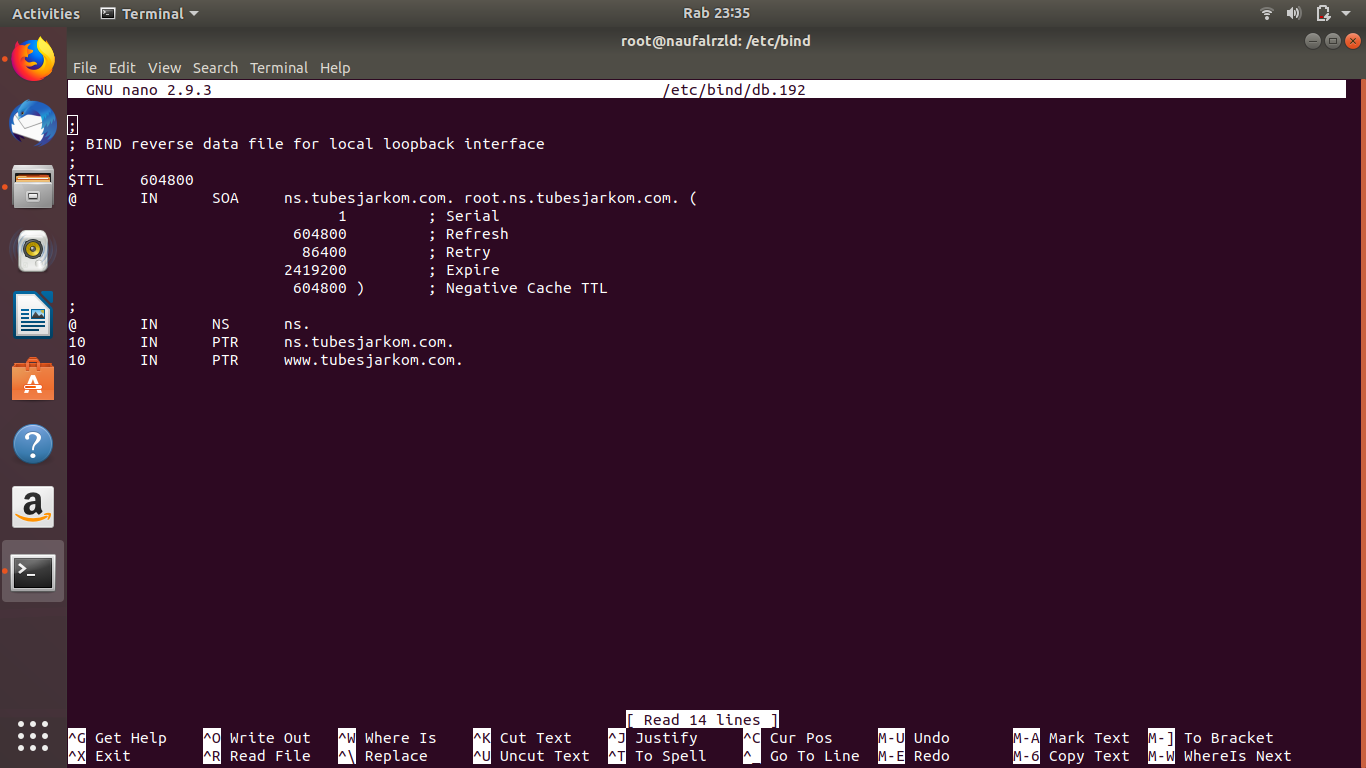 Activities Terminal Rab 23:35
root@naufalrzld: /etc/bind
File Edit View Search Terminal Help
GNU nano 2.9.3 /etc/bind/db.192
;
; BIND reverse data file for local loopback interface
;
$TTL 604800
@ IN SOA ns.tubesjarkom.com. root.ns.tubesjarkom.com. (
1 ; Serial
604800 ; Refresh
86400 ; Retry
2419200 ; Expire
604800 ) ; Negative Cache TTL
;
@ IN NS ns.
10 IN PTR ns.tubesjarkom.com.
10 IN PTR www.tubesjarkom.com.
[ Read 14 lines ]
^G Get Help ^O Write Out ^W Where Is ^K Cut Text ^J Justify ^C Cur Pos M-U Undo M-A Mark Text M-] To Bracket
^X Exit ^R Read File ^\ Replace ^U Uncut Text ^T To Spell ^_ Go To Line M-E Redo M-6 Copy Text M-W WhereIs Next